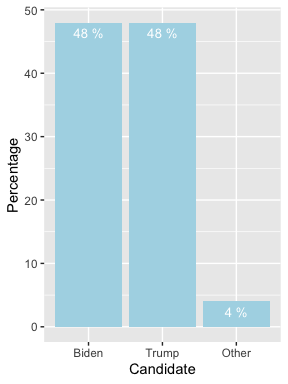 50
40
30
20
10
0
Percentage
48 %
48 %
4 %
Biden
Trump
Other
Candidate